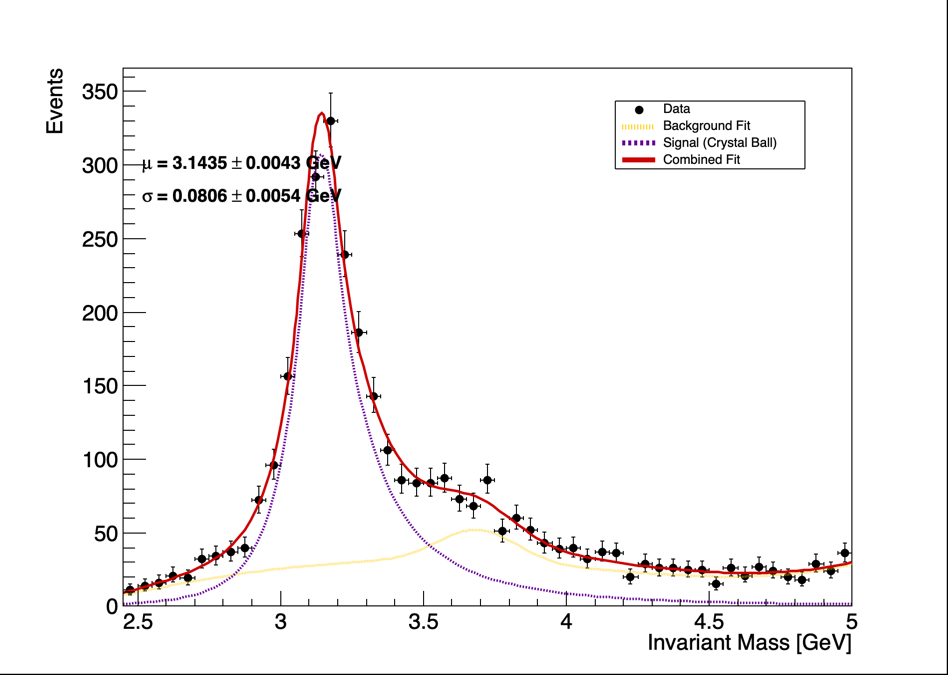 Events
350
300
250
200
150
100
50
0
μ = 3.1435 ± 0.0043 GeV
σ = 0.0806 ± 0.0054 GeV
Data
Background Fit
Signal (Crystal Ball)
Combined Fit
2.5 3 3.5 4 4.5 5
Invariant Mass [GeV]